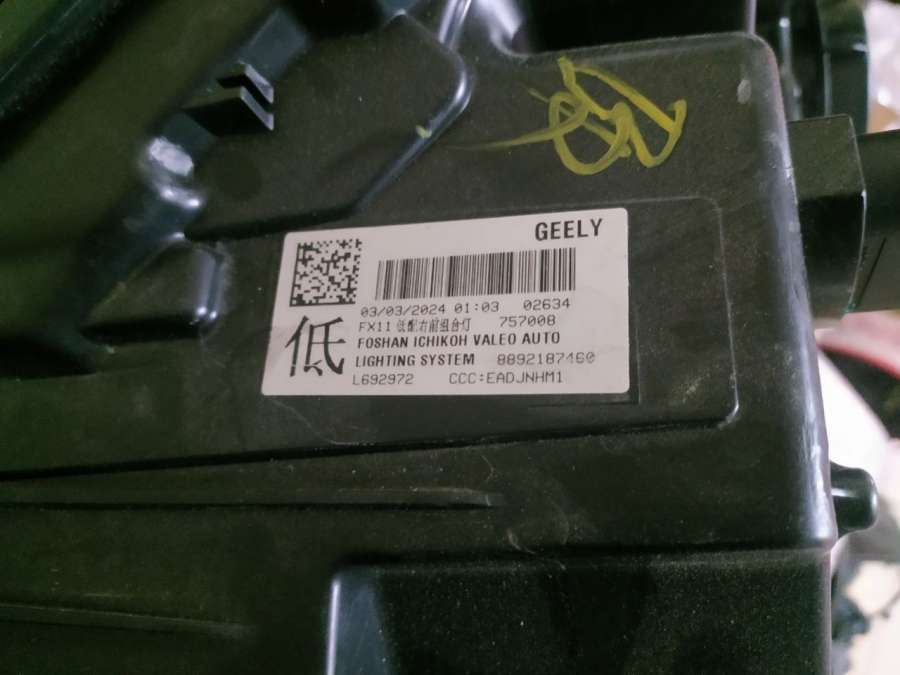 GEELY
03/03/2024 01:03 02634
FX11 低配右前组合灯 757008
低
FOSHAN ICHIKOH VALEO AUTO
LIGHTING SYSTEM 8892187460
L692972 CCC:EADJNHM1